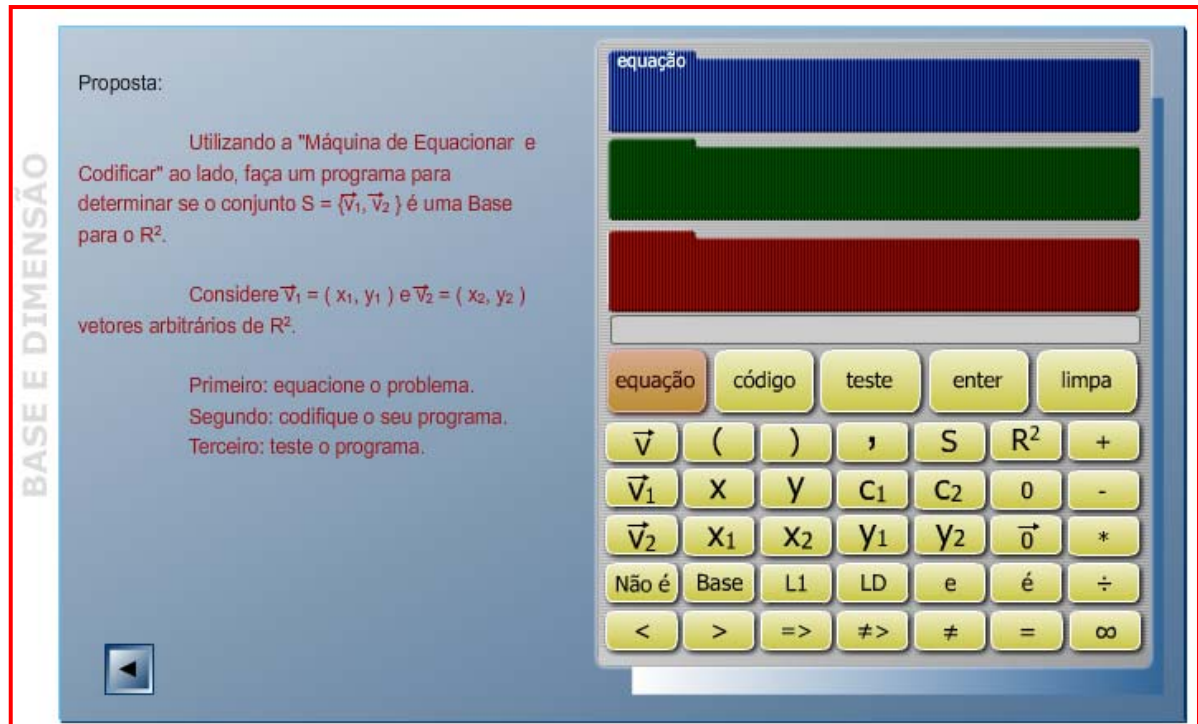 BASE E DIMENSÃO
Proposta:
Utilizando a "Máquina de Equacionar e
Codificar" ao lado, faça um programa para
determinar se o conjunto S = {v⃗₁, v⃗₂ } é uma Base
para o R².
Considere v⃗₁ = ( x₁, y₁ ) e v⃗₂ = ( x₂, y₂ )
vetores arbitrários de R².
Primeiro: equacione o problema.
Segundo: codifique o seu programa.
Terceiro: teste o programa.
equação
equação código teste enter limpa
v⃗ ( ) , S R² +
v⃗₁ x y c₁ c₂ 0 -
v⃗₂ x₁ x₂ y₁ y₂ 0⃗ *
Não é Base L1 LD e é ÷
< > => ≠> ≠ = ∞